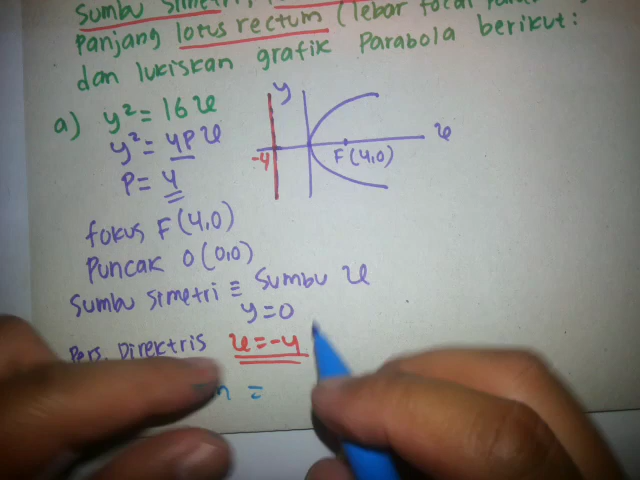 Sumbu simetri,
Panjang lotus rectum (lebar focal
dan lukiskan grafik Parabola berikut:
a) y² = 16x
y² = 4px
p = 4
y
x
-4
F(4,0)
fokus F(4,0)
Puncak O(0,0)
Sumbu simetri ≡ Sumbu x
y=0
Pers. Direktris x=-4
=